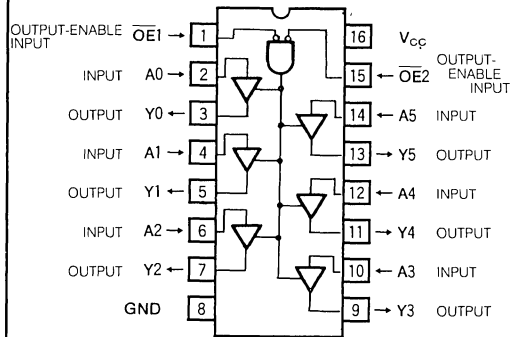 OUTPUT-ENABLE INPUT OE1 → 1
INPUT A0 → 2
OUTPUT Y0 ← 3
INPUT A1 → 4
OUTPUT Y1 ← 5
INPUT A2 → 6
OUTPUT Y2 ← 7
GND 8
16 Vcc
15 ← OE2 OUTPUT-ENABLE INPUT
14 ← A5 INPUT
13 → Y5 OUTPUT
12 ← A4 INPUT
11 → Y4 OUTPUT
10 ← A3 INPUT
9 → Y3 OUTPUT